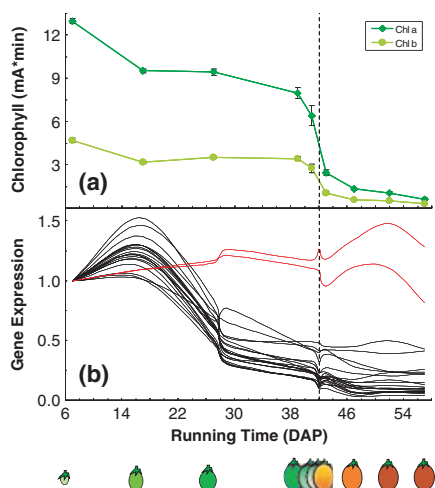 12
9
6
3
Chlorophyll (mA*mm)
(a)
Chl a
Chl b
1.5
1.0
0.5
0.0
Gene Expression
(b)
6 14 22 30 38 46 54
Running Time (DAP)